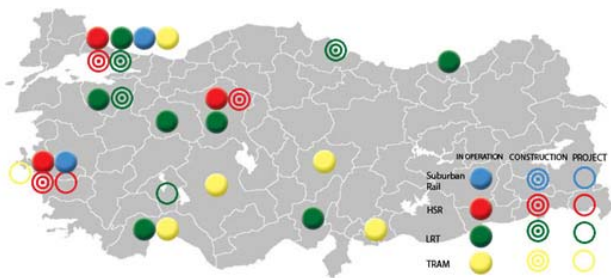 IN OPERATION CONSTRUCTION PROJECT
Suburban
Rail
HSR
LRT
TRAM